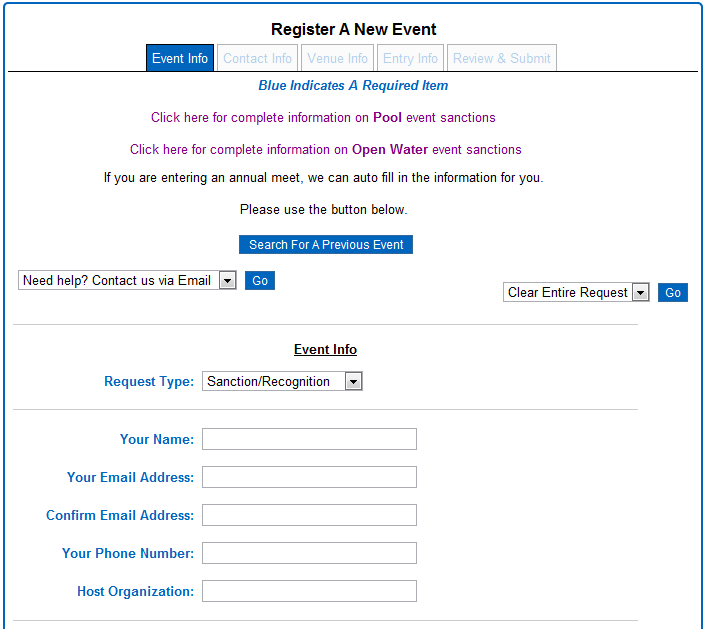 Register A New Event
Event Info
Contact Info
Venue Info
Entry Info
Review & Submit
Blue Indicates A Required Item
Click here for complete information on Pool event sanctions
Click here for complete information on Open Water event sanctions
If you are entering an annual meet, we can auto fill in the information for you.
Please use the button below.
Search For A Previous Event
Need help? Contact us via Email
Go
Clear Entire Request
Go
Event Info
Request Type: Sanction/Recognition
Your Name:
Your Email Address:
Confirm Email Address:
Your Phone Number:
Host Organization: